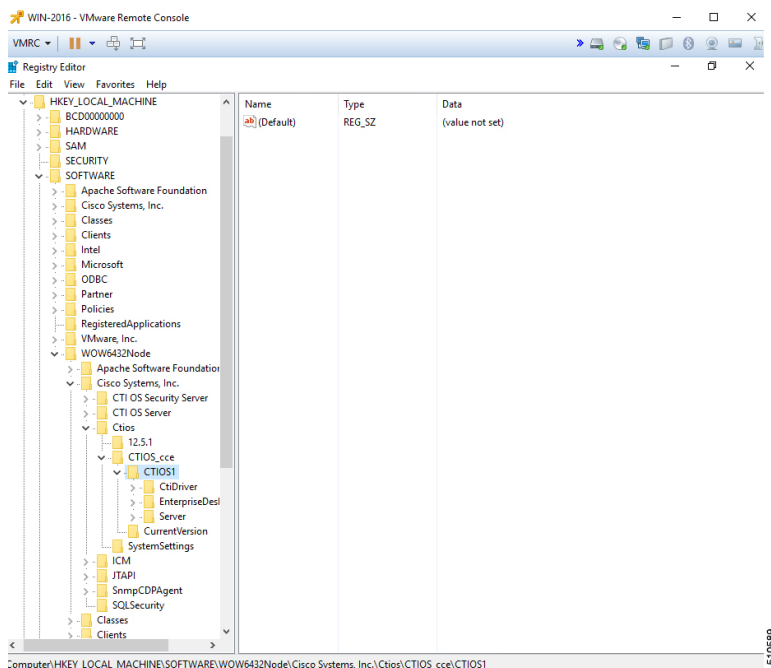 WIN-2016 - VMware Remote Console
VMRC
Registry Editor
File Edit View Favorites Help
HKEY_LOCAL_MACHINE
BCD00000000
HARDWARE
SAM
SECURITY
SOFTWARE
Apache Software Foundation
Cisco Systems, Inc.
Classes
Clients
Intel
Microsoft
ODBC
Partner
Policies
RegisteredApplications
VMware, Inc.
WOW6432Node
Apache Software Foundation
Cisco Systems, Inc.
CTI OS Security Server
CTI OS Server
Ctios
12.5.1
CTIOS_cce
CTIOS1
CtiDriver
EnterpriseDesl
Server
CurrentVersion
SystemSettings
ICM
JTAPI
SnmpCDPAgent
SQLSecurity
Classes
Clients
Name Type Data
ab (Default) REG_SZ (value not set)
Computer\HKEY_LOCAL_MACHINE\SOFTWARE\WOW6432Node\Cisco Systems, Inc.\Ctios\CTIOS_cce\CTIOS1